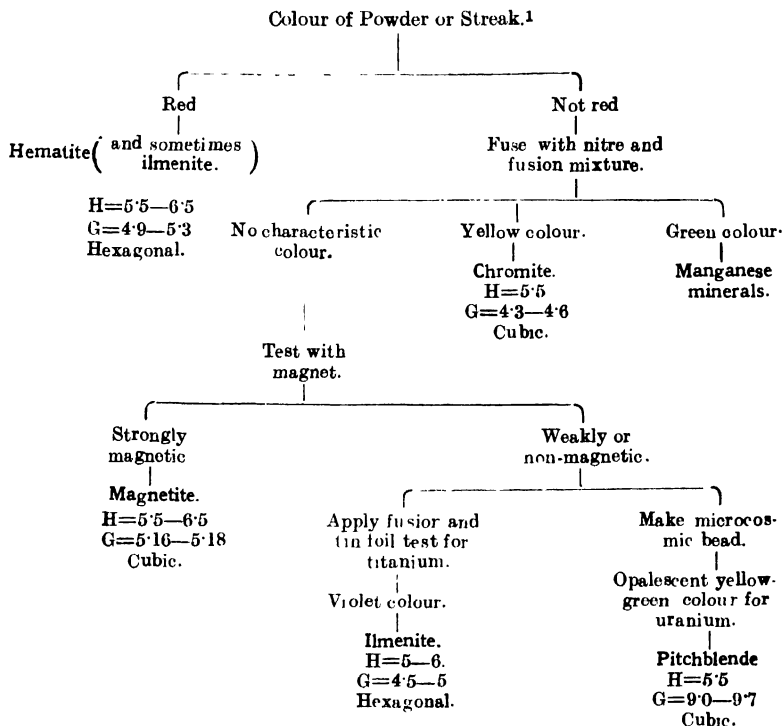 Colour of Powder or Streak.1
Red
Hematite ( and sometimes
ilmenite. )
H=5·5—6·5
G=4·9—5·3
Hexagonal.
Not red
Fuse with nitre and
fusion mixture.
No characteristic
colour.
Yellow colour.
Chromite.
H=5·5
G=4·3—4·6
Cubic.
Green colour.
Manganese
minerals.
Test with
magnet.
Strongly
magnetic
Magnetite.
H=5·5—6·5
G=5·16—5·18
Cubic.
Weakly or
non-magnetic.
Apply fusior and
tin foil test for
titanium.
Violet colour.
Ilmenite.
H=5—6.
G=4·5—5
Hexagonal.
Make microcos-
mic bead.
Opalescent yellow-
green colour for
uranium.
Pitchblende
H=5·5
G=9·0—9·7
Cubic.